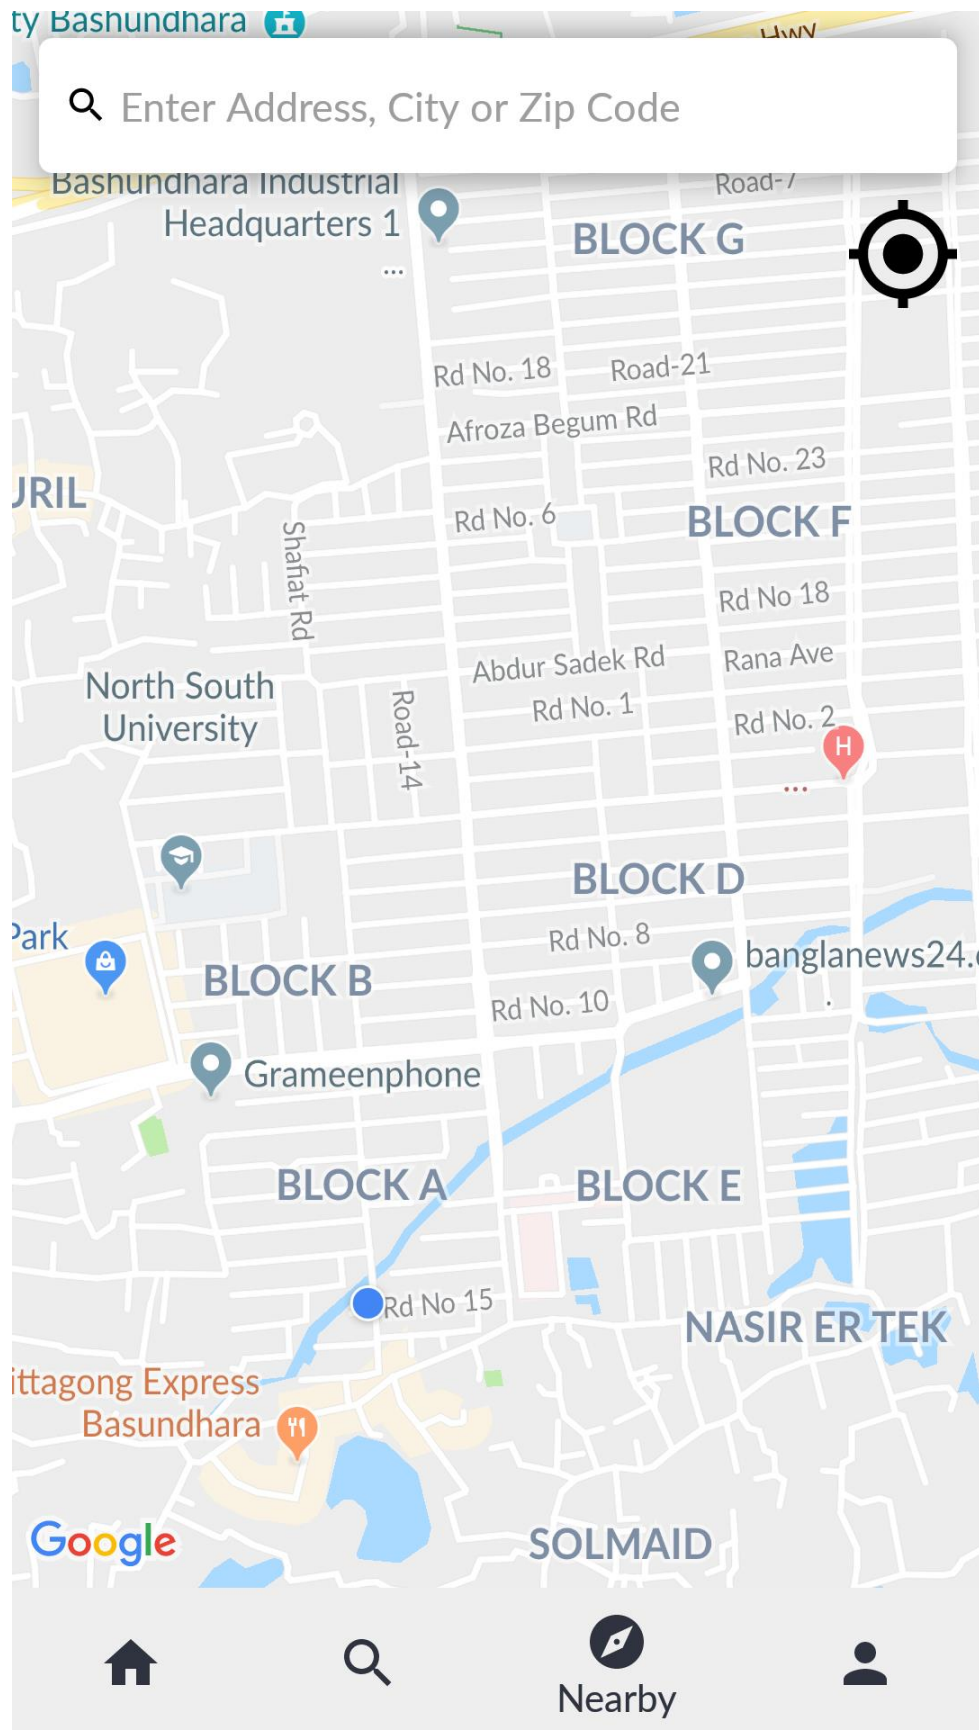 ty Bashundhara
Hwy
Enter Address, City or Zip Code
Bashundhara Industrial
Headquarters 1
...
Road-7
BLOCK G
Rd No. 18
Road-21
Afroza Begum Rd
Rd No. 23
URIL
Rd No. 6
BLOCK F
Shafiat Rd
Rd No 18
Abdur Sadek Rd
Rana Ave
North South
University
Road-14
Rd No. 1
Rd No. 2
H
...
BLOCK D
Park
Rd No. 8
banglanews24.
BLOCK B
Rd No. 10
Grameenphone
BLOCK A
BLOCK E
Rd No 15
NASIR ER TEK
ittagong Express
Basundhara
Google
SOLMAID
Nearby